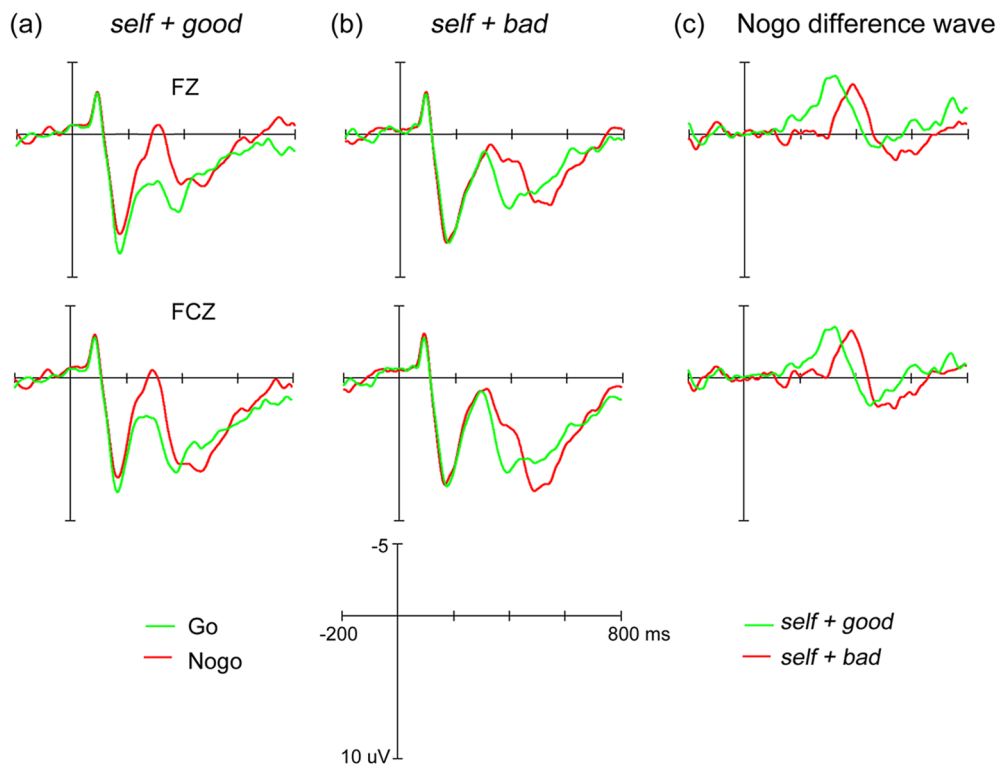 (a) self + good (b) self + bad (c) Nogo difference wave
FZ
FCZ
-5
-200 800 ms
10 uV
Go
Nogo
self + good
self + bad